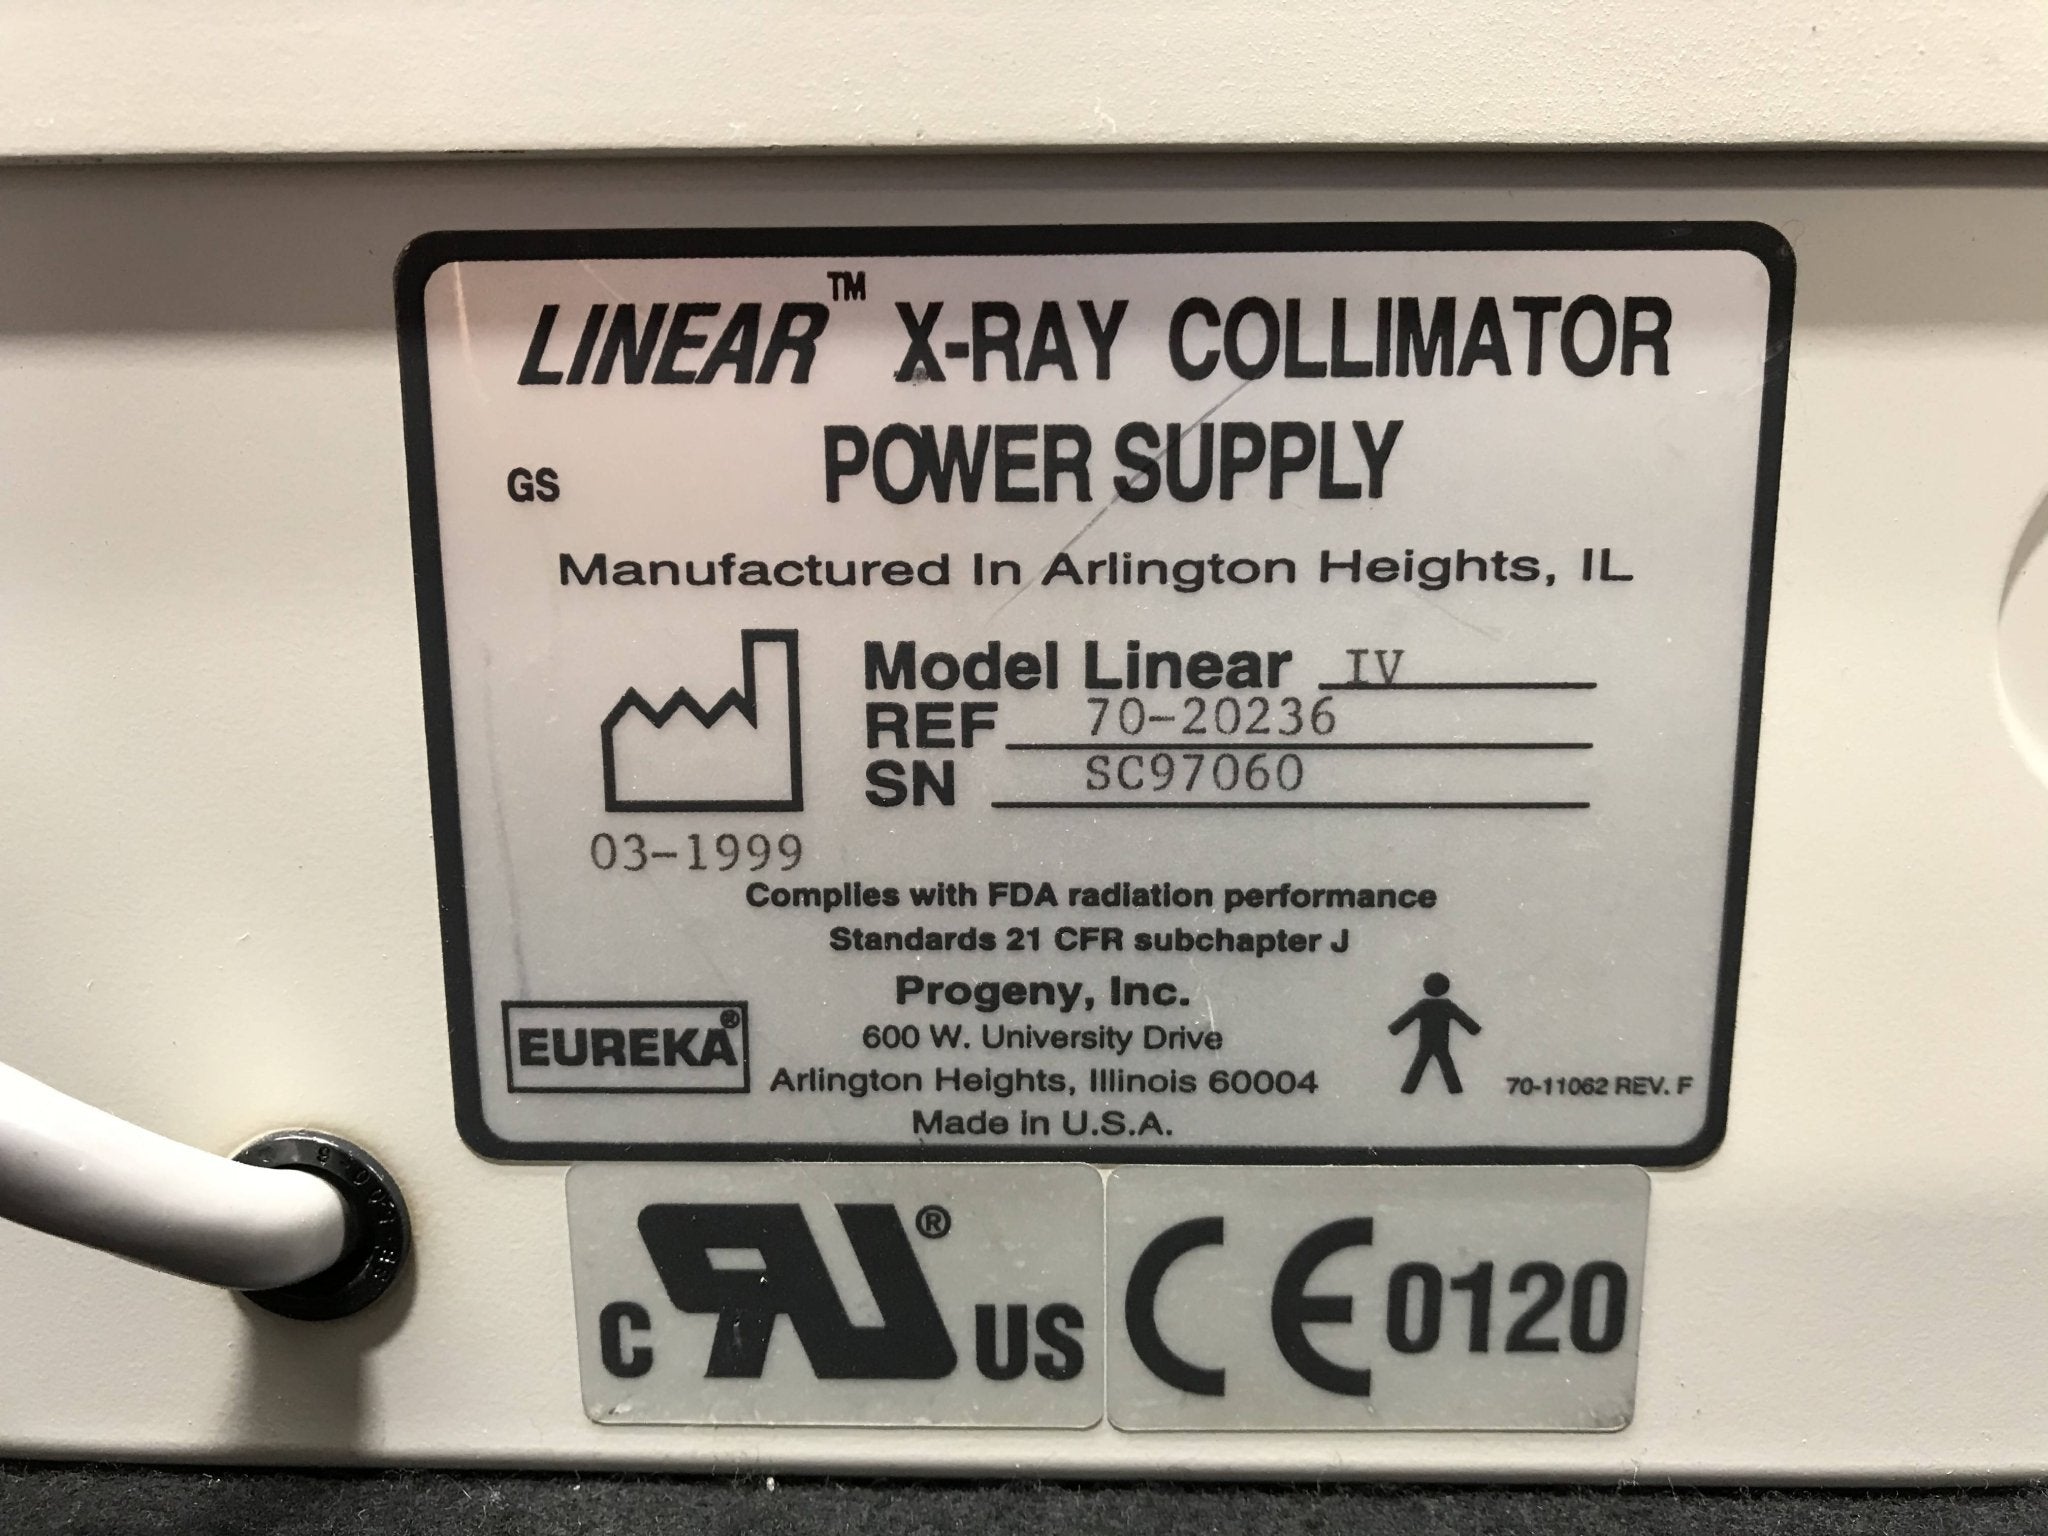 LINEAR™ X-RAY COLLIMATOR
GS POWER SUPPLY
Manufactured In Arlington Heights, IL
Model Linear IV
REF 70-20236
SN SC97060
03-1999
Complies with FDA radiation performance
Standards 21 CFR subchapter J
Progeny, Inc.
EUREKA®
600 W. University Drive
Arlington Heights, Illinois 60004
Made in U.S.A.
70-11062 REV. F
C RU® US
CE 0120